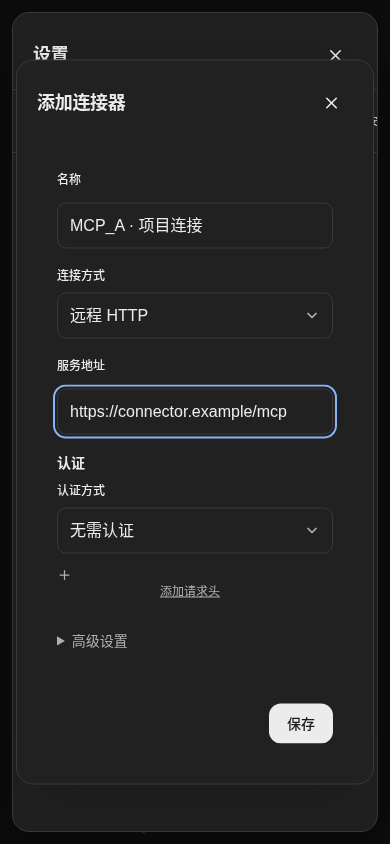 设置
添加连接器
名称
MCP_A · 项目连接
连接方式
远程 HTTP
服务地址
https://connector.example/mcp
认证
认证方式
无需认证
+
添加请求头
高级设置
保存